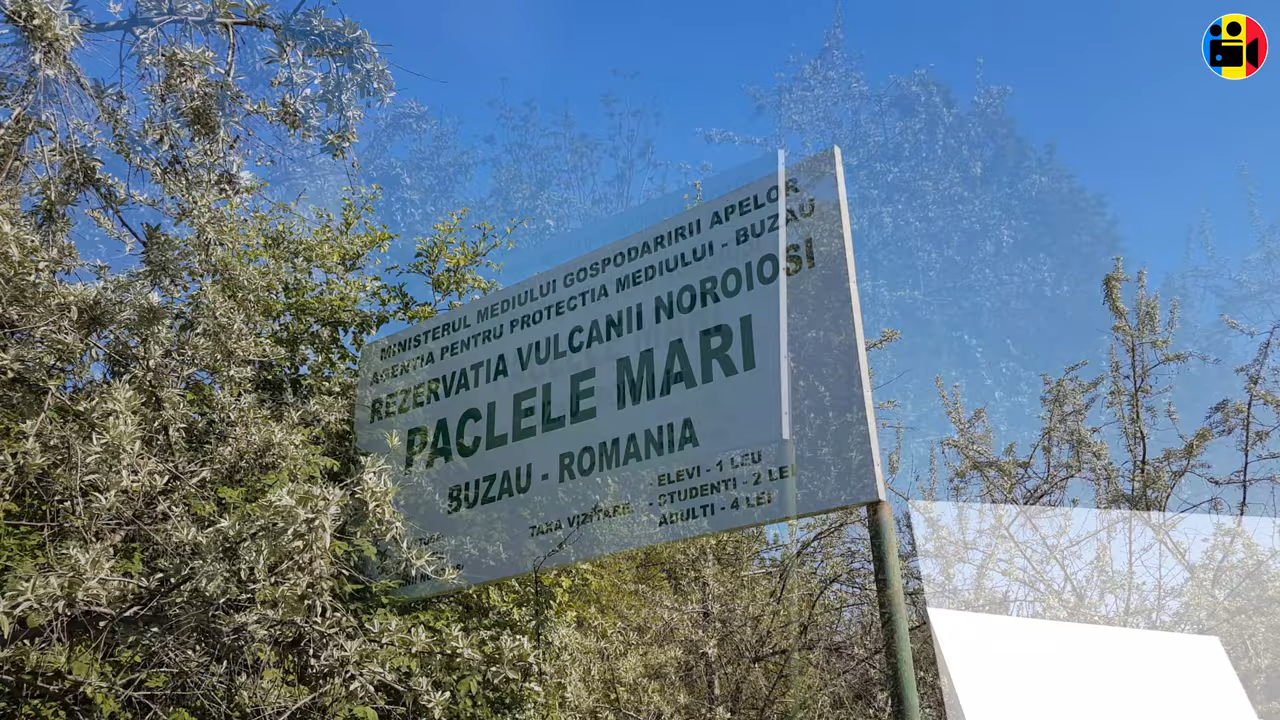 MINISTERUL MEDIULUI GOSPODARIRII APELOR
AGENTIA PENTRU PROTECTIA MEDIULUI - BUZAU
REZERVATIA VULCANII NOROIOSI
PACLELE MARI
BUZAU - ROMANIA
TAXA VIZITARE - ELEVI - 1 LEU
- STUDENTI - 2 LEI
ADULTI - 4 LEI